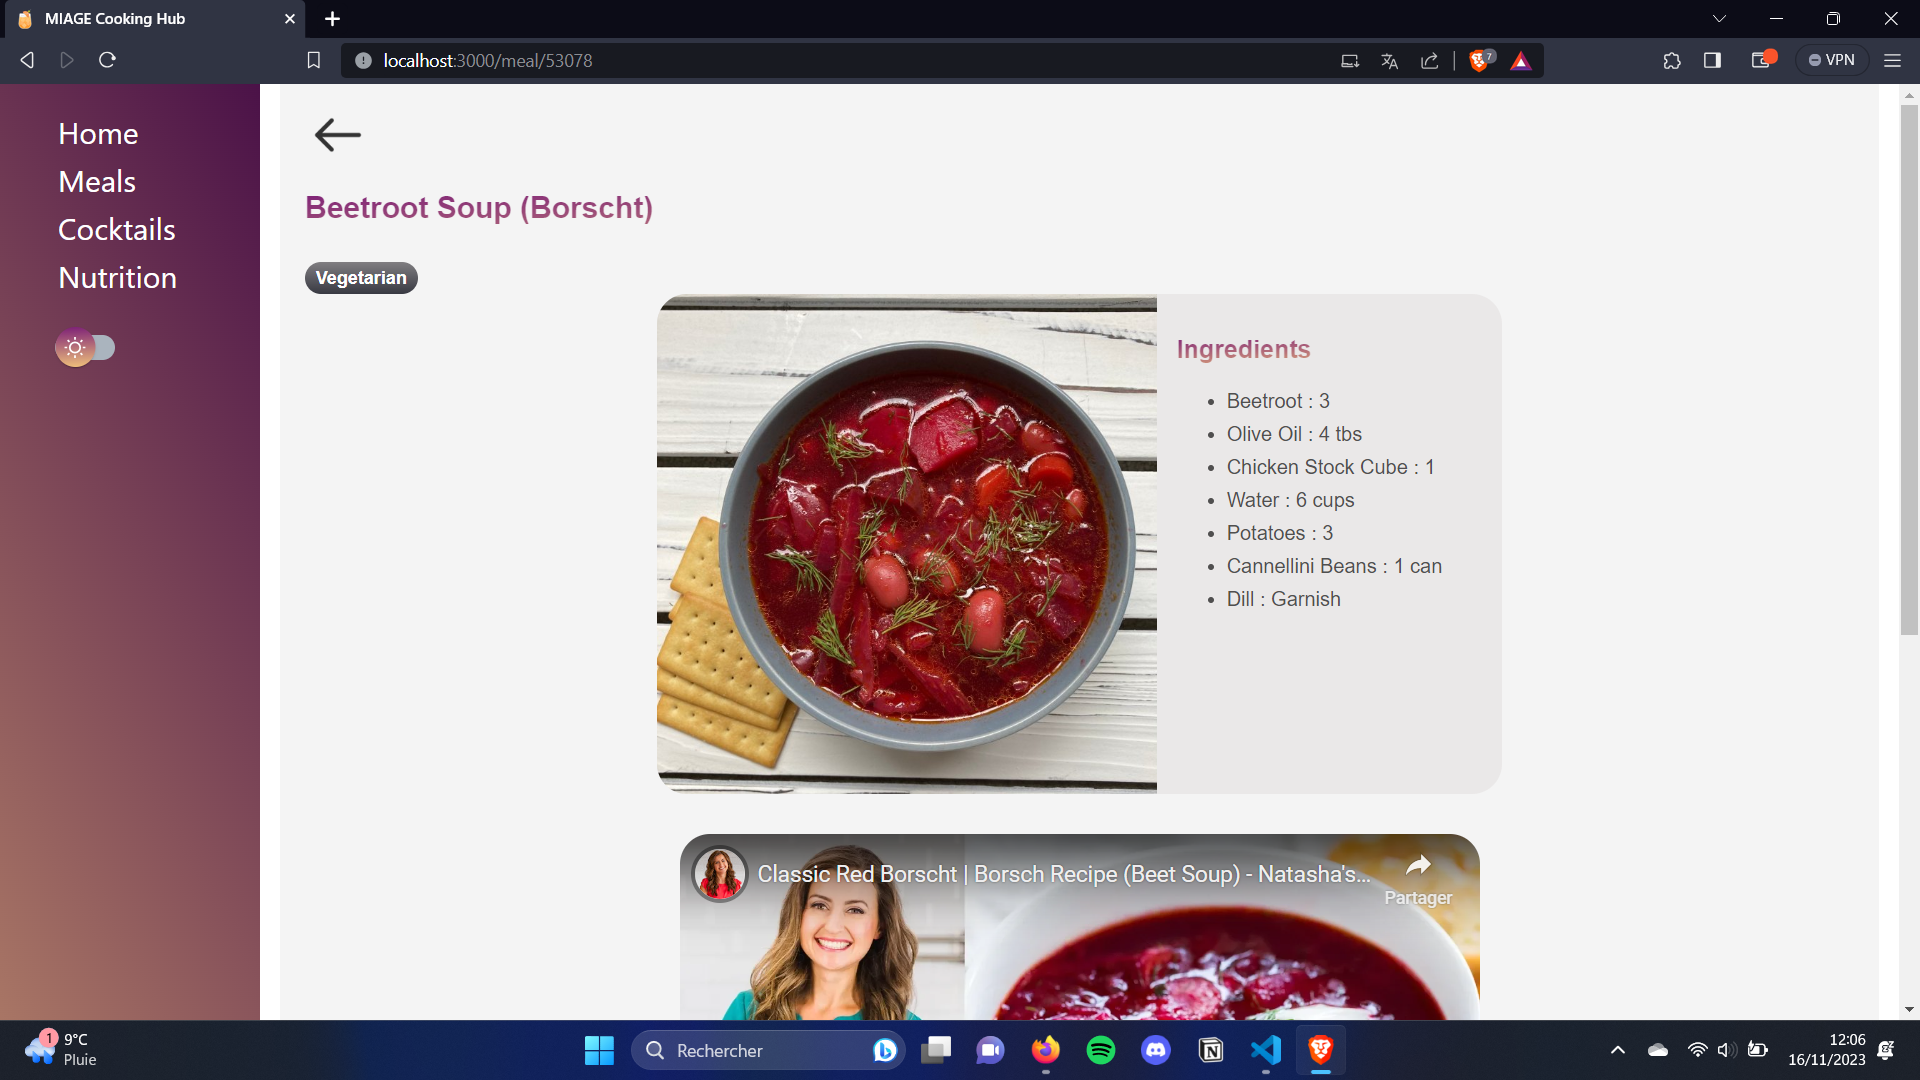 MIAGE Cooking Hub
localhost:3000/meal/53078
7
VPN
Home
Meals
Cocktails
Nutrition
Beetroot Soup (Borscht)
Vegetarian
Ingredients
• Beetroot : 3
• Olive Oil : 4 tbs
• Chicken Stock Cube : 1
• Water : 6 cups
• Potatoes : 3
• Cannellini Beans : 1 can
• Dill : Garnish
Classic Red Borscht | Borsch Recipe (Beet Soup) - Natasha's...
Partager
1
9°C
Pluie
Rechercher
12:06
16/11/2023